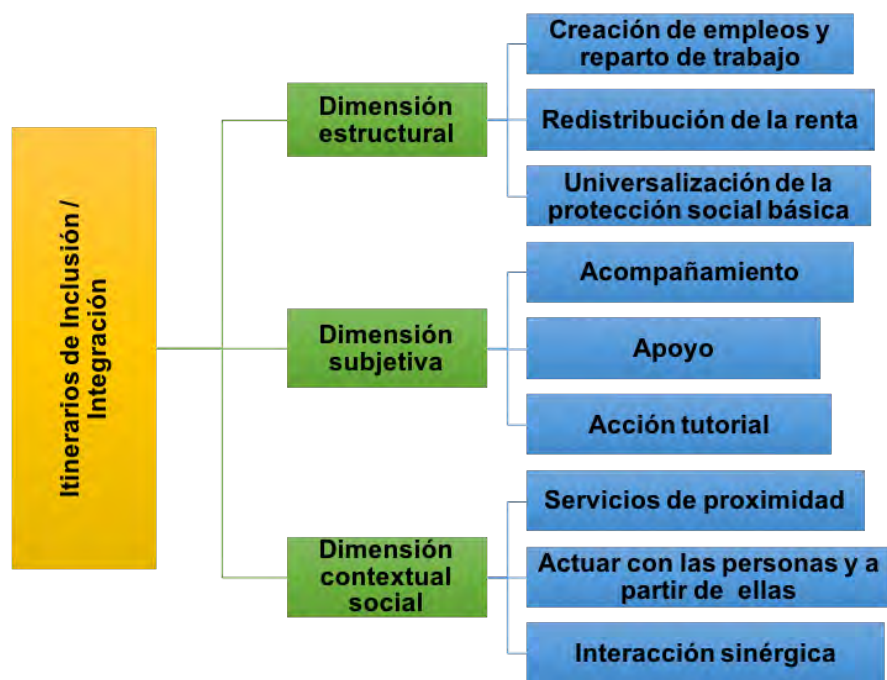 Itinerarios de Inclusión /
Integración
Dimensión
estructural
Creación de empleos y
reparto de trabajo
Redistribución de la renta
Universalización de la
protección social básica
Dimensión
subjetiva
Acompañamiento
Apoyo
Acción tutorial
Dimensión
contextual
social
Servicios de proximidad
Actuar con las personas y a
partir de ellas
Interacción sinérgica